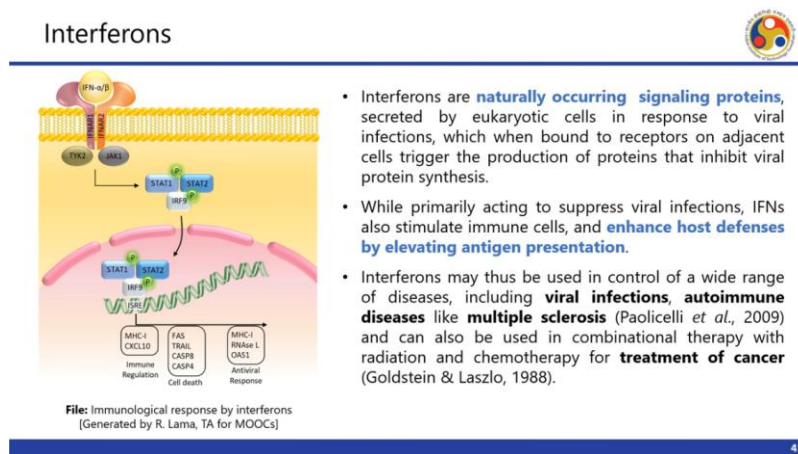 Interferons
IFN-α/β
IFNAR1
IFNAR2
TYK2
JAK1
P
STAT1
STAT2
P
IRF9
P
STAT1
STAT2
P
IRF9
ISRE
MHC-I
CXCL10
Immune
Regulation
FAS
TRAIL
CASP8
CASP4
Cell death
MHC-I
RNAse L
OAS1
Antiviral
Response
File: Immunological response by interferons
[Generated by R. Lama, TA for MOOCs]
• Interferons are naturally occurring signaling proteins,
secreted by eukaryotic cells in response to viral
infections, which when bound to receptors on adjacent
cells trigger the production of proteins that inhibit viral
protein synthesis.
• While primarily acting to suppress viral infections, IFNs
also stimulate immune cells, and enhance host defenses
by elevating antigen presentation.
• Interferons may thus be used in control of a wide range
of diseases, including viral infections, autoimmune
diseases like multiple sclerosis (Paolicelli et al., 2009)
and can also be used in combinational therapy with
radiation and chemotherapy for treatment of cancer
(Goldstein & Laszlo, 1988).
4